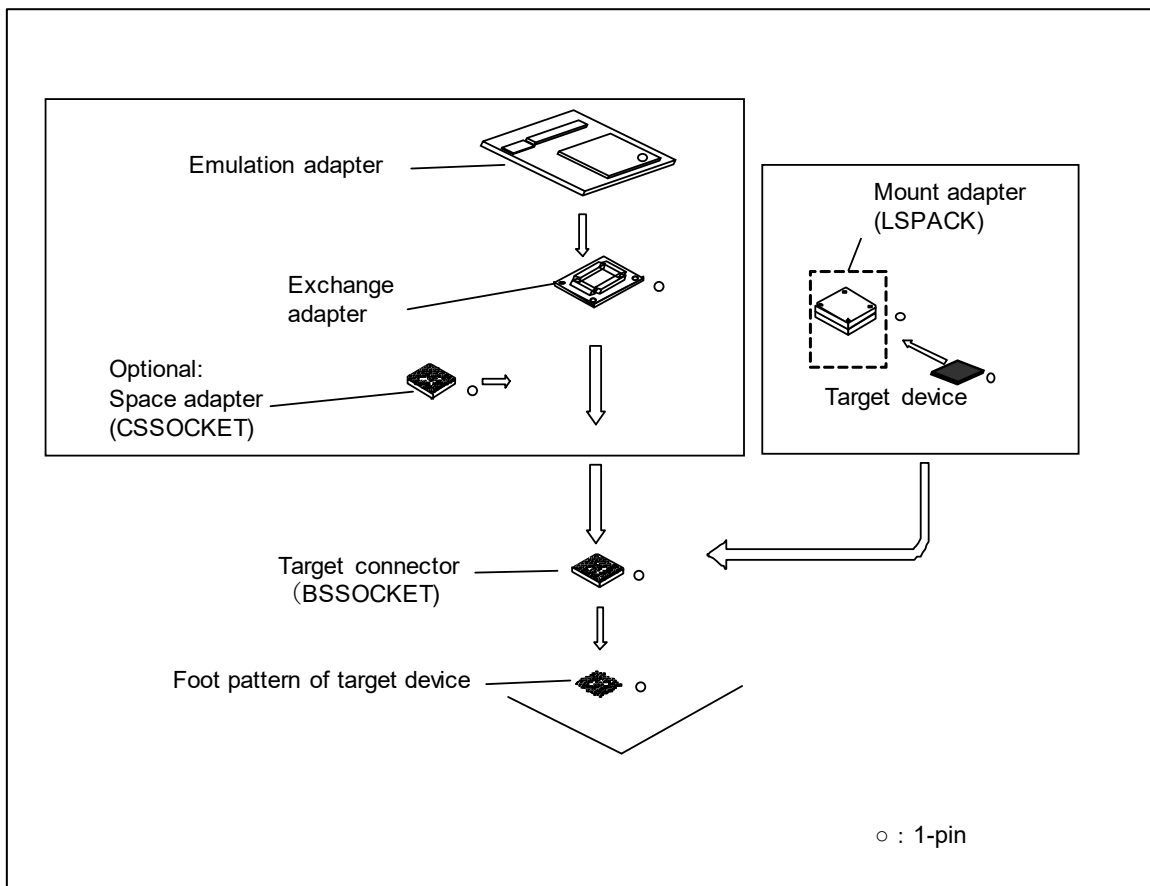 Emulation adapter
Exchange
adapter
Optional:
Space adapter
(CSSOCKET)
Mount adapter
(LSPACK)
Target device
Target connector
（BSSOCKET)
Foot pattern of target device
○ : 1-pin